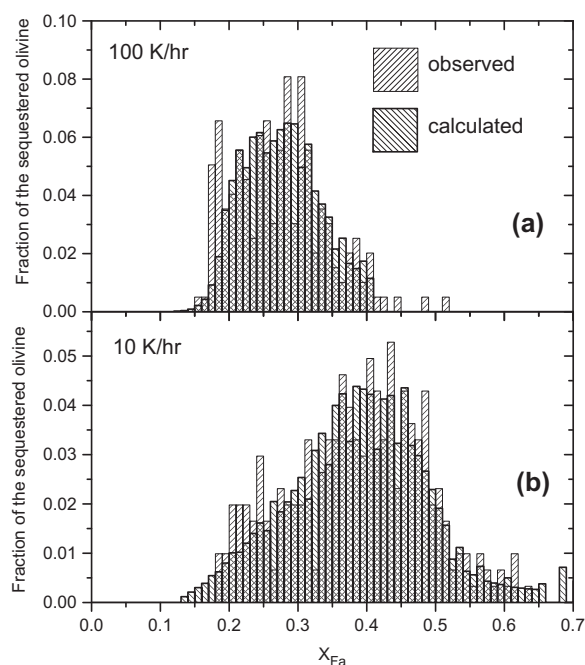 0.10
100 K/hr
observed
0.08
calculated
0.06
0.04
(a)
0.02
0.00
Fraction of the sequestered olivine
10 K/hr
0.05
0.04
0.03
(b)
0.02
0.01
0.00
Fraction of the sequestered olivine
0.0 0.1 0.2 0.3 0.4 0.5 0.6 0.7
X_Fa